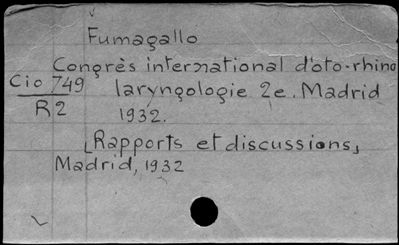 Fumagallo
Congrès international d'oto-rhino
Cio 749 laryngologie 2e. Madrid
R2 1932.
[Rapports et discussions]
Madrid, 1932